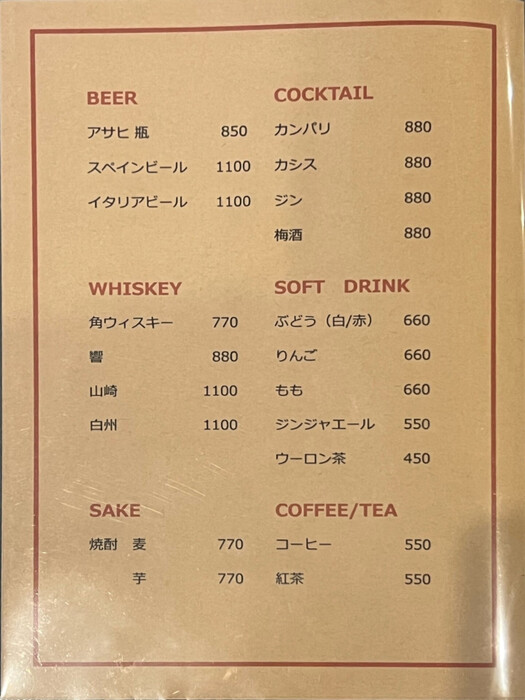 BEER
アサヒ 瓶 850
スペインビール 1100
イタリアビール 1100
COCKTAIL
カンパリ 880
カシス 880
ジン 880
梅酒 880
WHISKEY
角ウィスキー 770
響 880
山崎 1100
白州 1100
SOFT DRINK
ぶどう（白/赤） 660
りんご 660
もも 660
ジンジャエール 550
ウーロン茶 450
SAKE
焼酎 麦 770
芋 770
COFFEE/TEA
コーヒー 550
紅茶 550